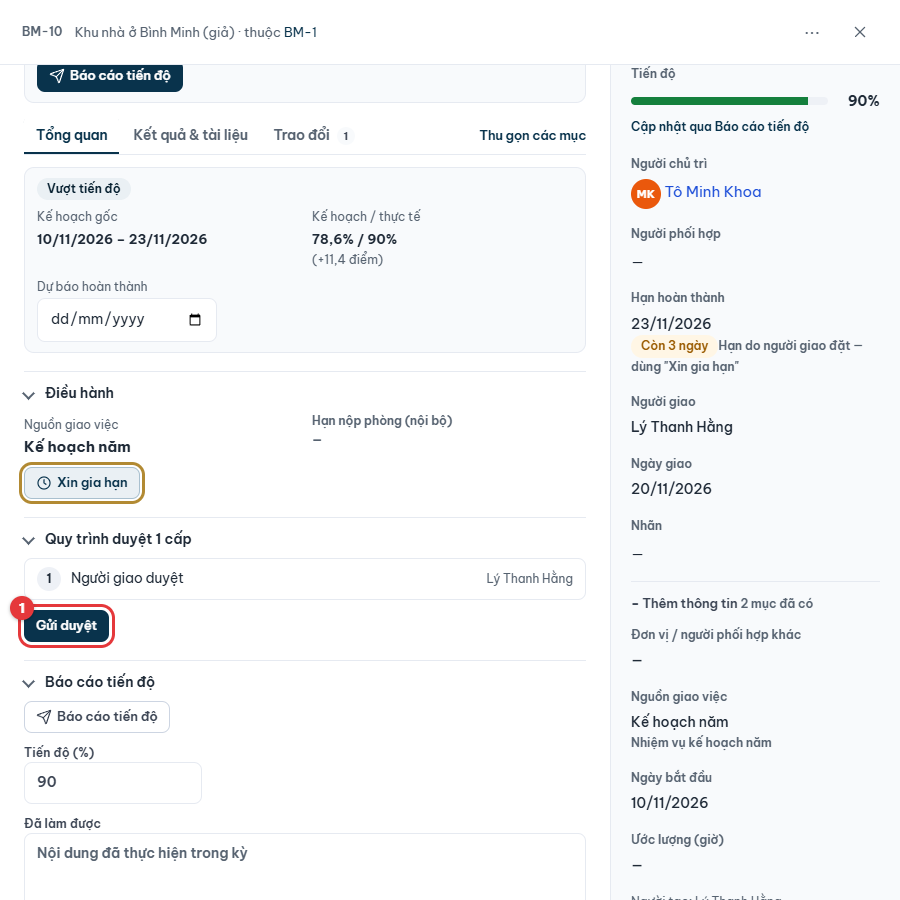 BM-10 Khu nhà ở Bình Minh (giả) · thuộc BM-1
Báo cáo tiến độ
Tổng quan
Kết quả & tài liệu
Trao đổi 1
Thu gọn các mục
Vượt tiến độ
Kế hoạch gốc
10/11/2026 – 23/11/2026
Kế hoạch / thực tế
78,6% / 90%
(+11,4 điểm)
Dự báo hoàn thành
dd/mm/yyyy
Điều hành
Nguồn giao việc
Kế hoạch năm
Hạn nộp phòng (nội bộ)
—
Xin gia hạn
Quy trình duyệt 1 cấp
1 Người giao duyệt
Lý Thanh Hằng
1
Gửi duyệt
Báo cáo tiến độ
Báo cáo tiến độ
Tiến độ (%)
90
Đã làm được
Nội dung đã thực hiện trong kỳ
Tiến độ
90%
Cập nhật qua Báo cáo tiến độ
Người chủ trì
MK Tô Minh Khoa
Người phối hợp
—
Hạn hoàn thành
23/11/2026
Còn 3 ngày Hạn do người giao đặt —
dùng "Xin gia hạn"
Người giao
Lý Thanh Hằng
Ngày giao
20/11/2026
Nhãn
—
– Thêm thông tin 2 mục đã có
Đơn vị / người phối hợp khác
—
Nguồn giao việc
Kế hoạch năm
Nhiệm vụ kế hoạch năm
Ngày bắt đầu
10/11/2026
Ước lượng (giờ)
—
Người tạo: Lý Thanh Hằng